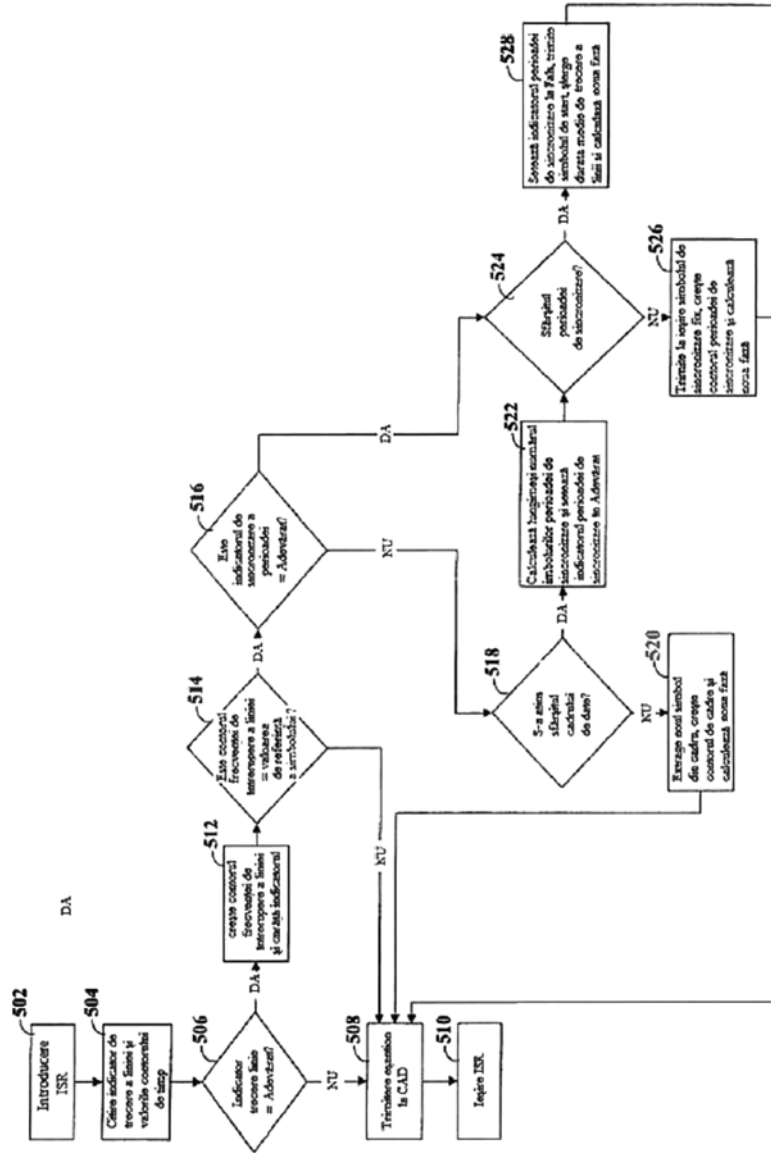 502
Introducere
ISR
DA
504
Citire indicator de
trecere a liniei și
valorile contorului
de timp
506
Indicator
trecere linie
= Adevărat?
DA
NU
508
Trimitere eșantion
la CAD
510
Ieșire ISR
512
crește contorul
frecvenței de
întrerupere a liniei
și curăță indicatorul
514
Este contorul
frecvenței de
întrerupere a liniei
= valoarea
de referință
a simbolului?
DA
NU
516
Este
indicatorul de
sincronizare a
perioadei
= Adevărat?
DA
NU
518
S-a atins
sfârșitul
cadrului
de date?
DA
NU
520
Extrage noul simbol
din cadru, crește
contorul de cadre și
calculează noua fază
522
Calculează lungimea și numărul
simbolurilor perioadei de
sincronizare și setează
indicatorul perioadei de
sincronizare în Adevărat
524
Sfârșitul
perioadei
de sincronizare?
DA
NU
526
Trimite la ieșire simbolul de
sincronizare fix, crește
contorul perioadei de
sincronizare și calculează
noua fază
528
Setează indicatorul perioadei
de sincronizare la Fals, trimite
simbolul de start, șterge
durata medie de trecere a
linii și calculează noua fază